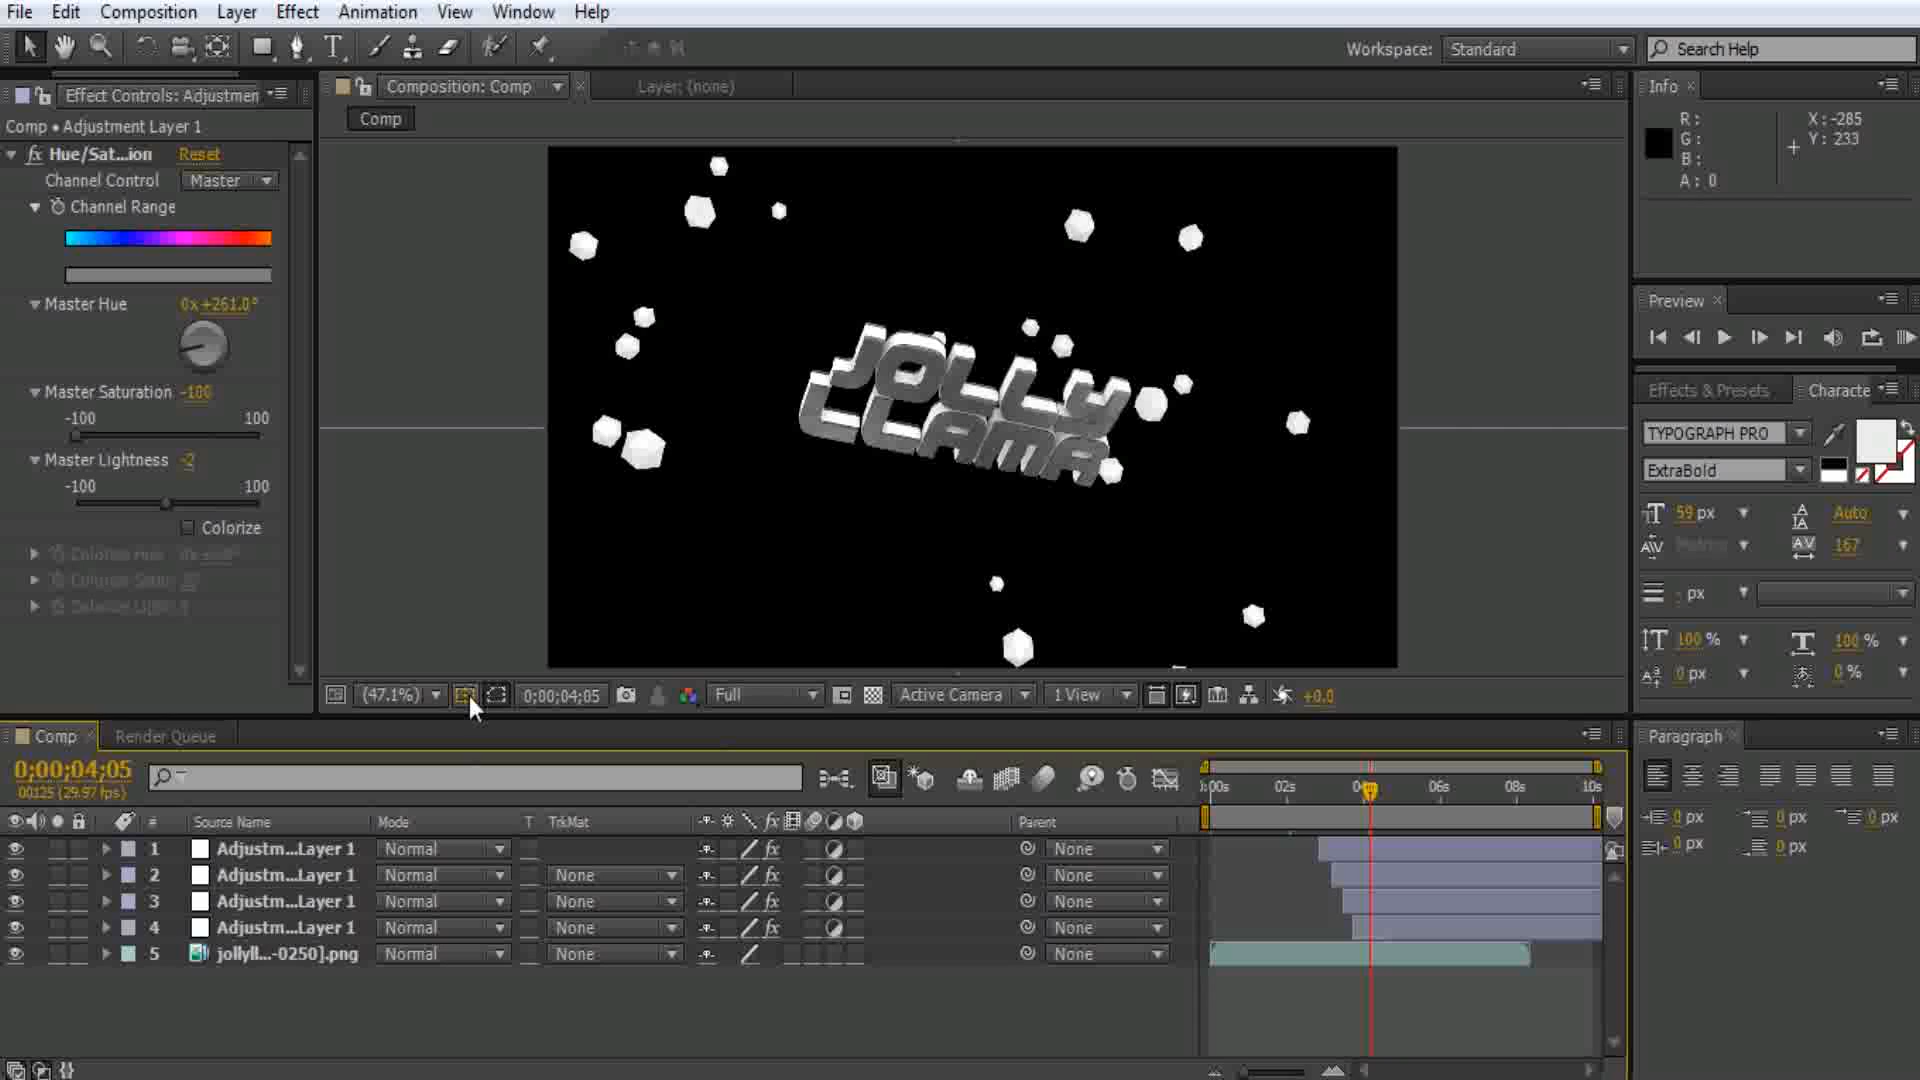 File Edit Composition Layer Effect Animation View Window Help
Workspace: Standard Search Help
Effect Controls: Adjustmen
Composition: Comp
Layer: (none)
Info
Comp
Comp • Adjustment Layer 1
R:
G:
B:
A: 0
X: -285
Y: 233
fx Hue/Sat...ion Reset
Channel Control Master
Channel Range
Master Hue 0x +261.0°
Master Saturation -100
-100 100
Master Lightness -2
-100 100
Colorize
JOLLY
LLAMA
Preview
Effects & Presets Characte
TYPOGRAPH PRO
ExtraBold
59 px Auto
Metrics 167
- px
100 % 100 %
0 px 0 %
(47.1%) 0;00;04;05 Full Active Camera 1 View +0.0
Comp Render Queue
Paragraph
0;00;04;05
00125 (29.97 fps)
0:00s 02s 04s 06s 08s 10s
# Source Name Mode T TrkMat fx Parent
1 Adjustm...Layer 1 Normal fx None
2 Adjustm...Layer 1 Normal None fx None
3 Adjustm...Layer 1 Normal None fx None
4 Adjustm...Layer 1 Normal None fx None
5 jollyll...-0250].png Normal None None
0 px 0 px 0 px
0 px 0 px